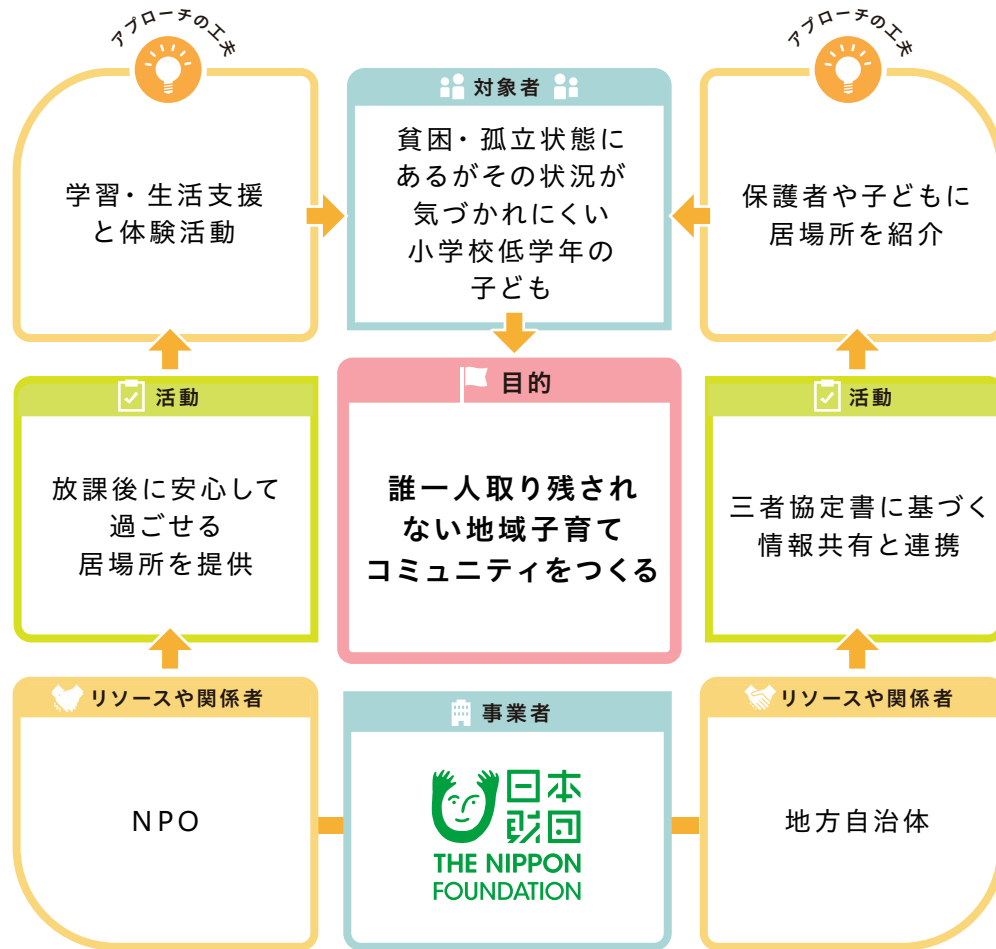 アプローチの工夫
学習・生活支援
と体験活動
対象者
貧困・孤立状態に
あるがその状況が
気づかれにくい
小学校低学年の
子ども
アプローチの工夫
保護者や子どもに
居場所を紹介
活動
放課後に安心して
過ごせる
居場所を提供
目的
誰一人取り残され
ない地域子育て
コミュニティをつくる
活動
三者協定書に基づく
情報共有と連携
リソースや関係者
NPO
事業者
日本
財団
THE NIPPON
FOUNDATION
リソースや関係者
地方自治体